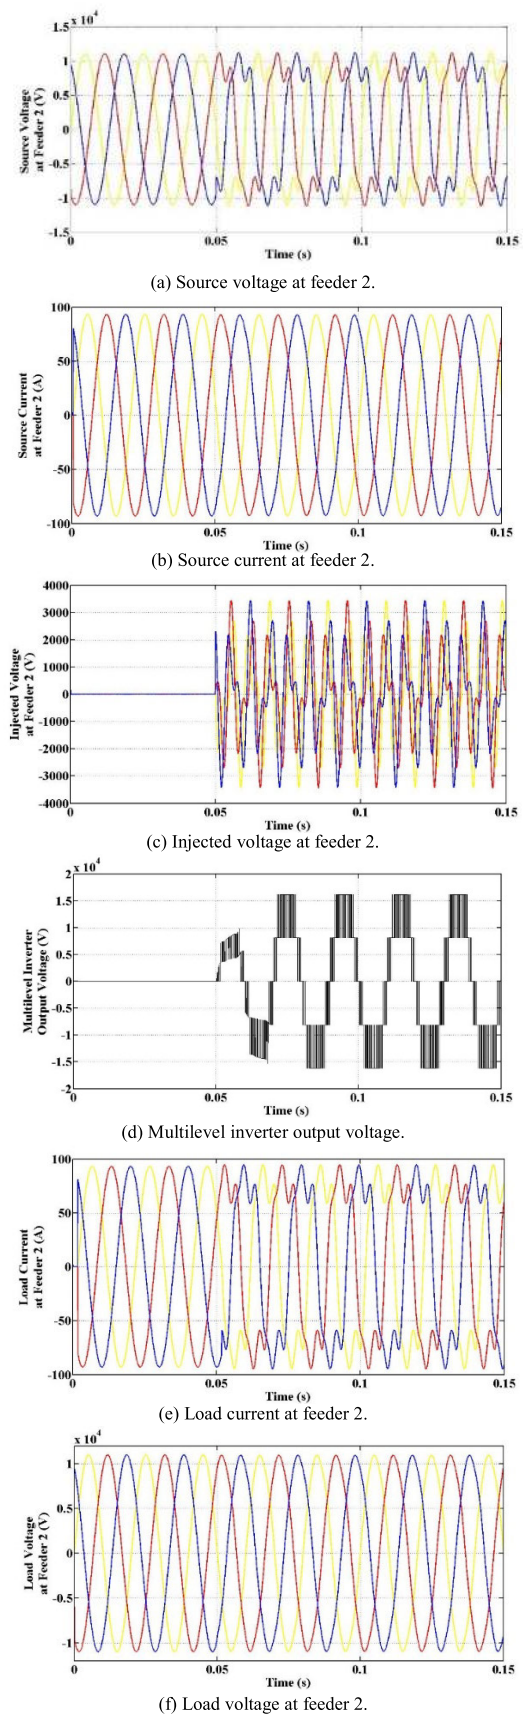 x 10⁴
1.5
1
0.5
0
-0.5
-1
-1.5
Source Voltage
at Feeder 2 (V)
0 0.05 0.1 0.15
Time (s)
(a) Source voltage at feeder 2.
100
50
0
-50
-100
Source Current
at Feeder 2 (A)
0 0.05 0.1 0.15
Time (s)
(b) Source current at feeder 2.
4000
3000
2000
1000
0
-1000
-2000
-3000
-4000
Injected Voltage
at Feeder 2 (V)
0 0.05 0.1 0.15
Time (s)
(c) Injected voltage at feeder 2.
x 10⁴
2
1.5
1
0.5
0
-0.5
-1
-1.5
-2
Multilevel Inverter
Output Voltage (V)
0 0.05 0.1 0.15
Time (s)
(d) Multilevel inverter output voltage.
100
50
0
-50
-100
Load Current
at Feeder 2 (A)
0 0.05 0.1 0.15
Time (s)
(e) Load current at feeder 2.
x 10⁴
1
0.5
0
-0.5
-1
Load Voltage
at Feeder 2 (V)
0 0.05 0.1 0.15
Time (s)
(f) Load voltage at feeder 2.